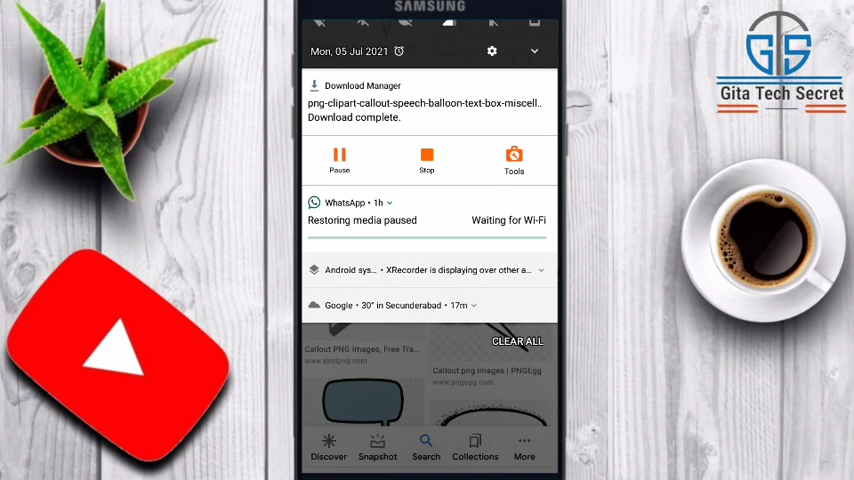 SAMSUNG
Mon, 05 Jul 2021
GTS
Gita Tech Secret
Download Manager
png-clipart-callout-speech-balloon-text-box-miscell..
Download complete.
Pause
Stop
Tools
WhatsApp • 1h
Restoring media paused
Waiting for Wi-Fi
Android sys... • XRecorder is displaying over other a...
Google • 30° in Secunderabad • 17m
CLEAR ALL
Callout PNG Images, Free Tra...
www.kindpng.com
Callout png images | PNGEgg
www.pngegg.com
Discover
Snapshot
Search
Collections
More